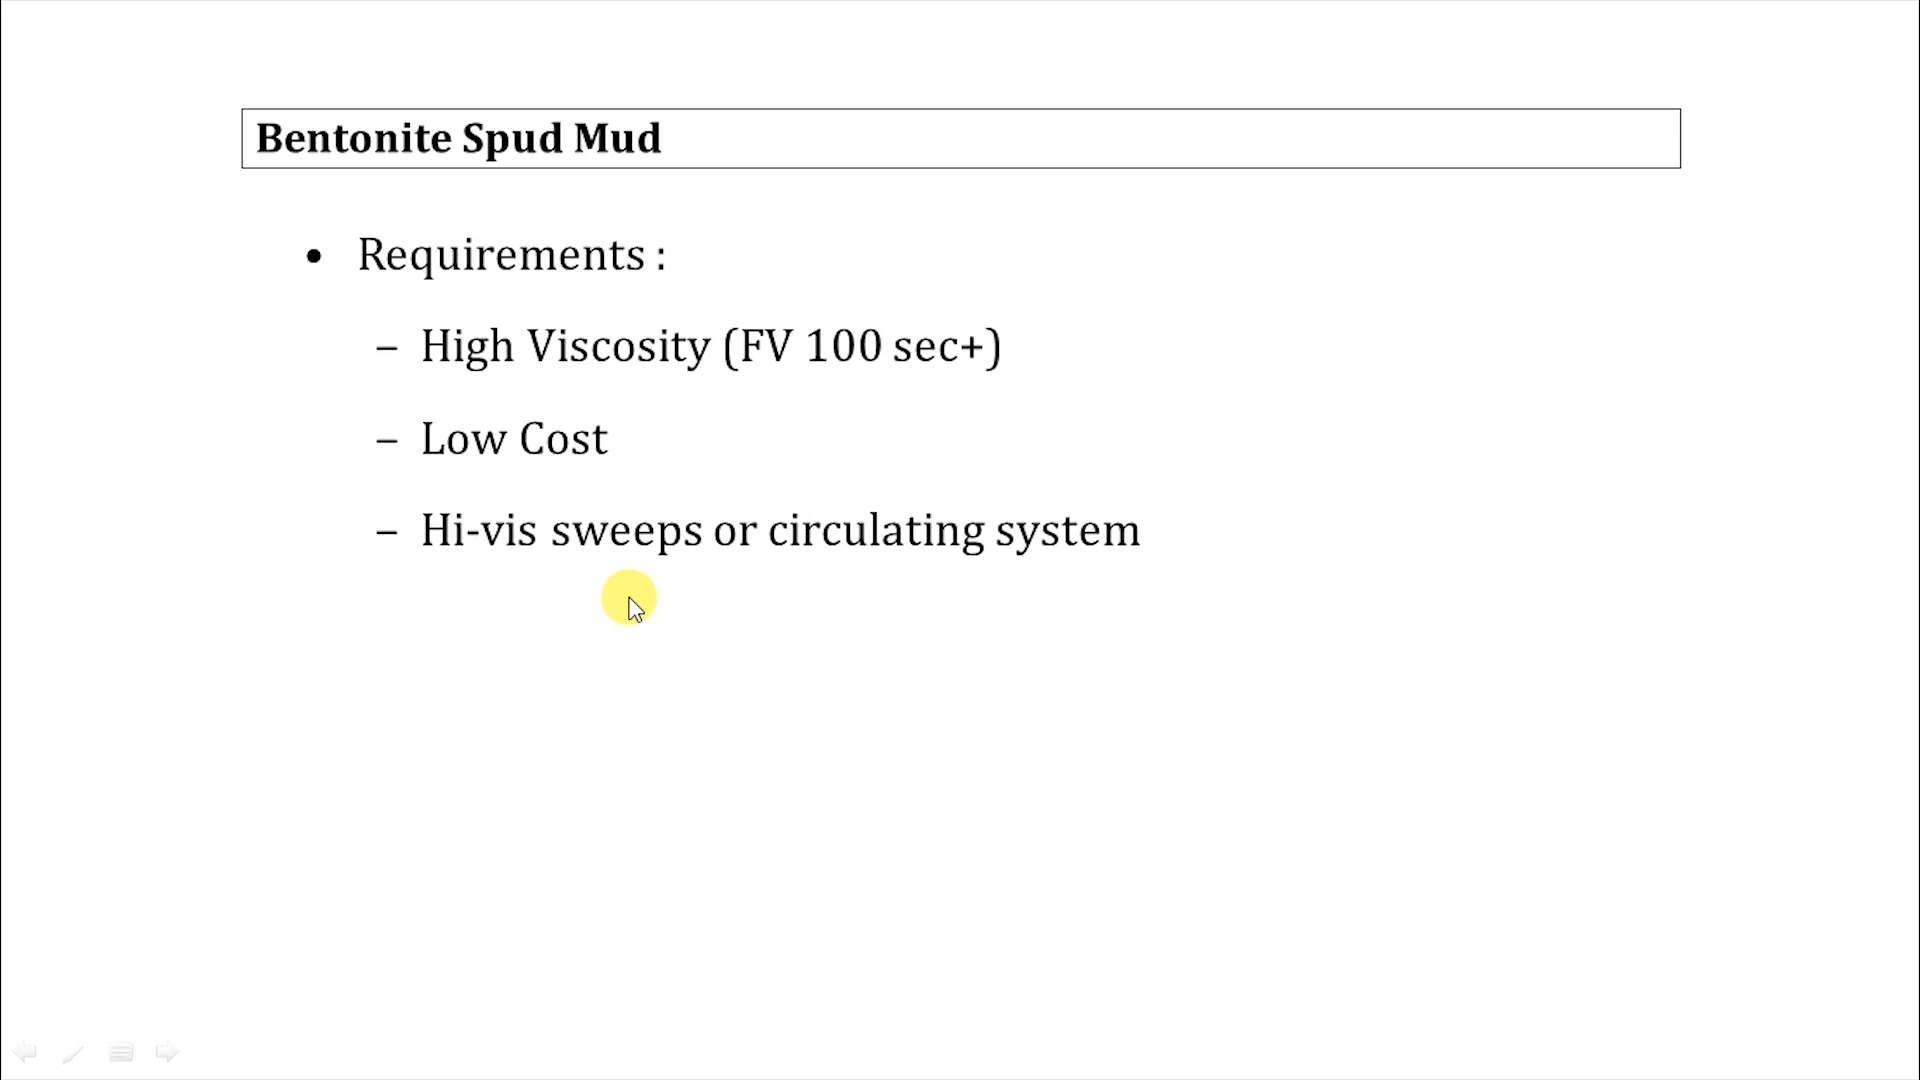 Bentonite Spud Mud
• Requirements :
– High Viscosity (FV 100 sec+)
– Low Cost
– Hi-vis sweeps or circulating system